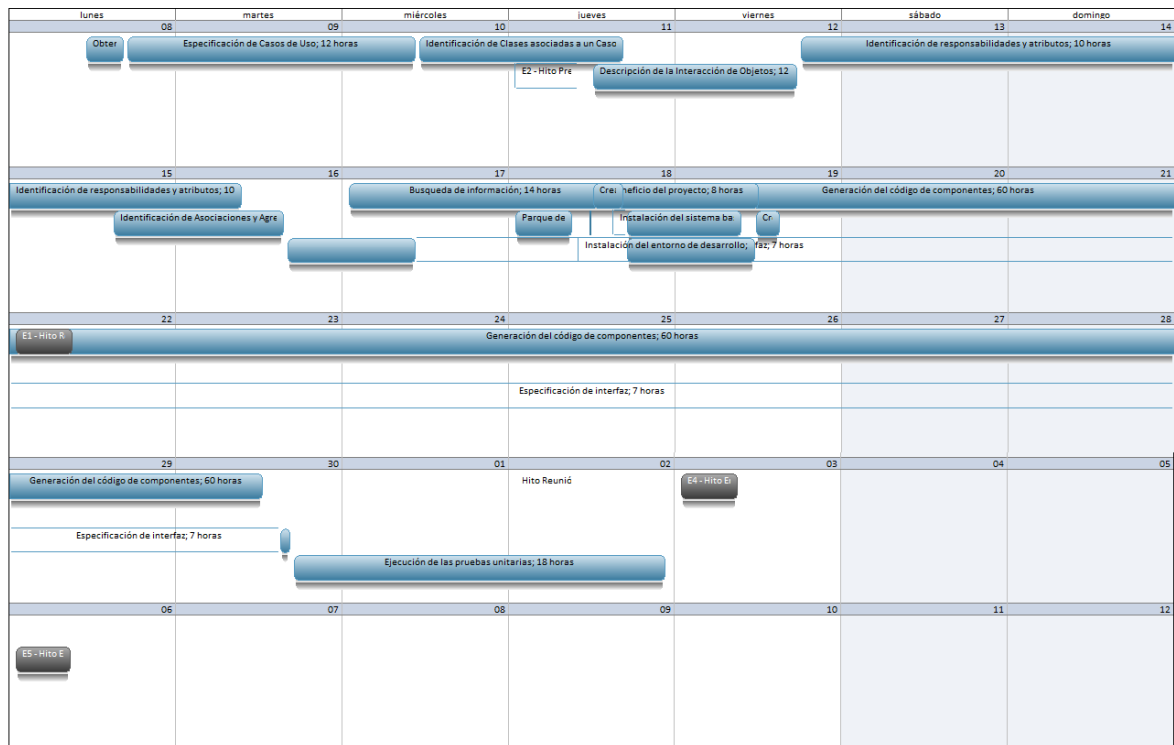 lunes martes miércoles jueves viernes sábado domingo
08 09 10 11 12 13 14
Obter Especificación de Casos de Uso; 12 horas Identificación de Clases asociadas a un Caso Identificación de responsabilidades y atributos; 10 horas
E2 - Hito Pre Descripción de la Interacción de Objetos; 12
15 16 17 18 19 20 21
Identificación de responsabilidades y atributos; 10 Busqueda de información; 14 horas Crea neficio del proyecto; 8 horas Generación del código de componentes; 60 horas
Identificación de Asociaciones y Agre Parque de Instalación del sistema ba. Cr
Instalación del entorno de desarrollo; faz; 7 horas
22 23 24 25 26 27 28
E1 - Hito R Generación del código de componentes; 60 horas
Especificación de interfaz; 7 horas
29 30 01 02 03 04 05
Generación del código de componentes; 60 horas Hito Reunió E4 - Hito En
Especificación de interfaz; 7 horas
Ejecución de las pruebas unitarias; 18 horas
06 07 08 09 10 11 12
E5 - Hito E